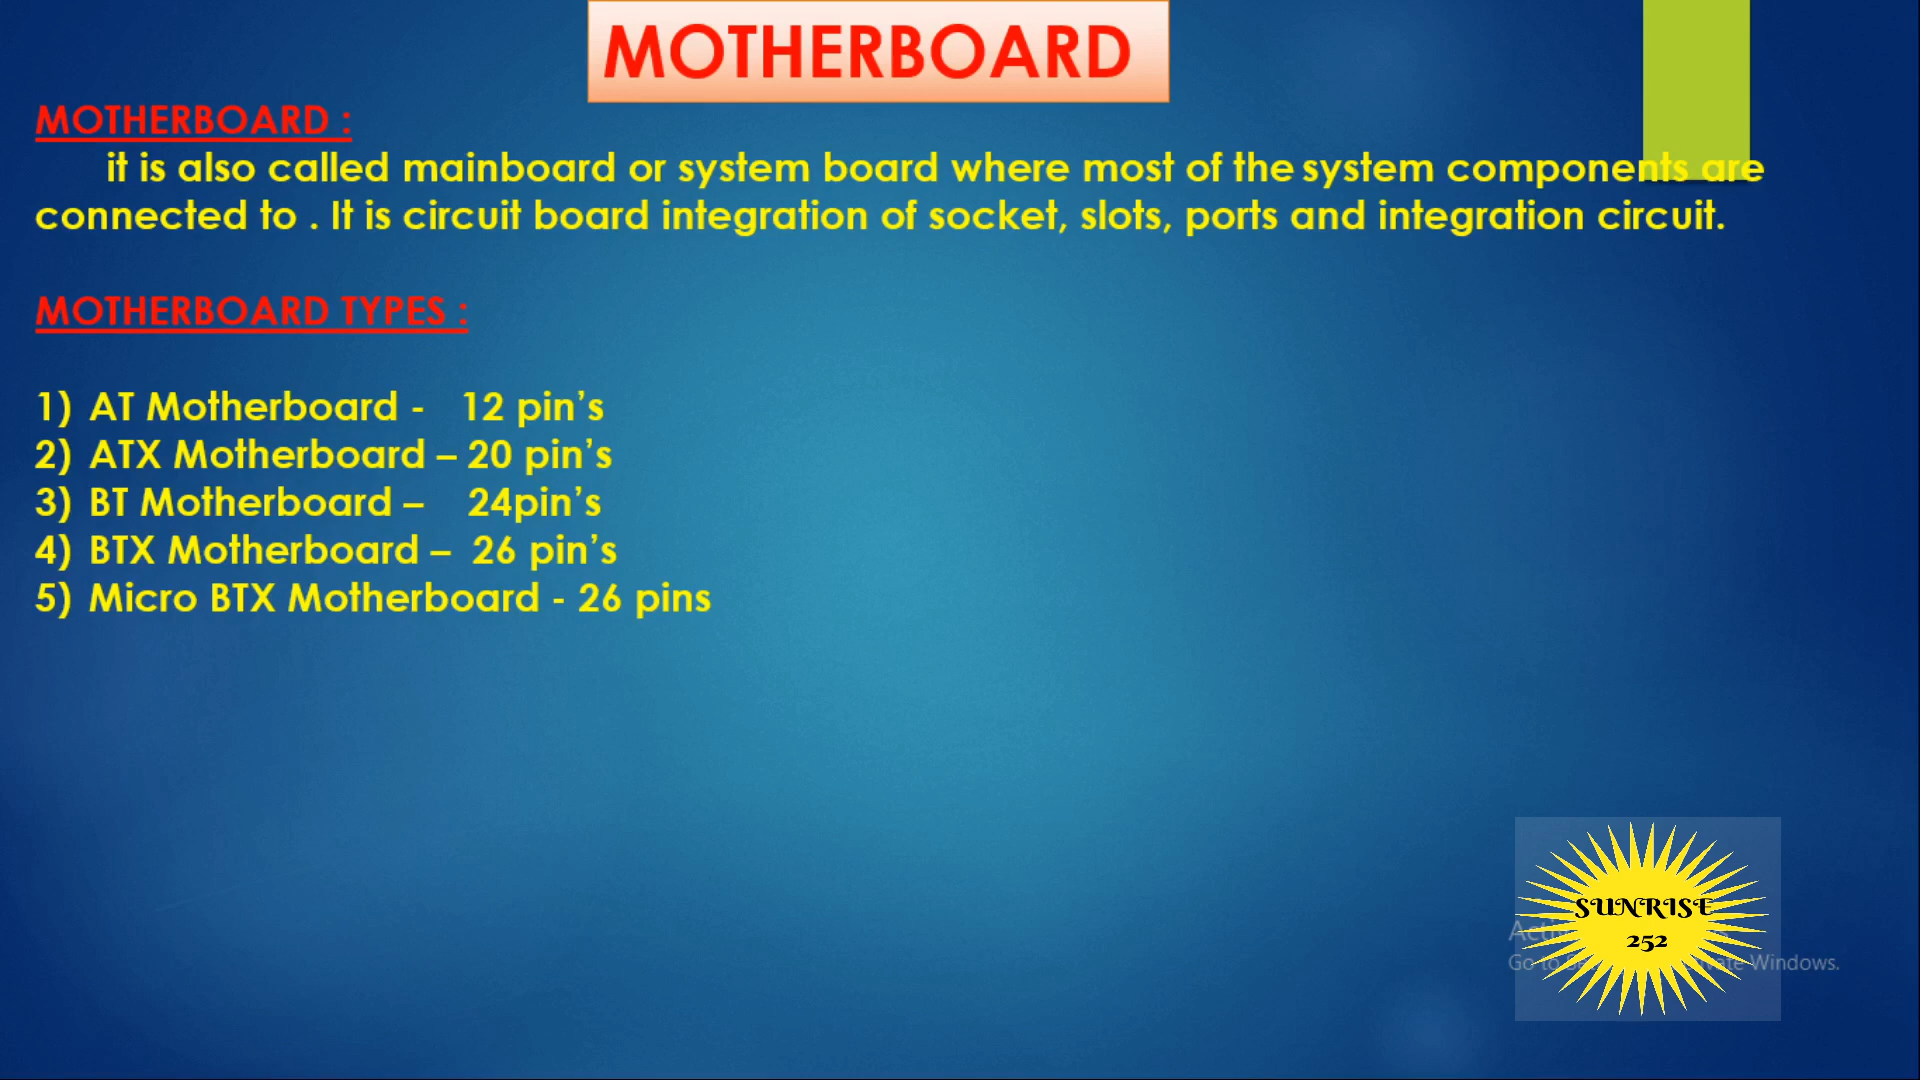 MOTHERBOARD
MOTHERBOARD :
it is also called mainboard or system board where most of the system components are
connected to . It is circuit board integration of socket, slots, ports and integration circuit.
MOTHERBOARD TYPES :
1) AT Motherboard - 12 pin’s
2) ATX Motherboard – 20 pin’s
3) BT Motherboard – 24pin’s
4) BTX Motherboard – 26 pin’s
5) Micro BTX Motherboard - 26 pins
SUNRISE
252
Go to Windows.